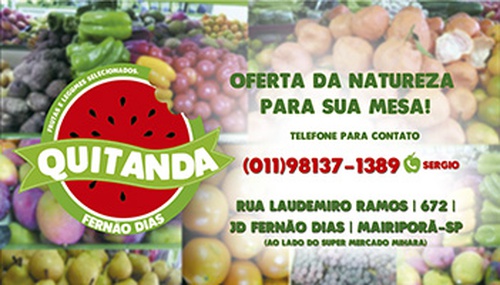 FRUTAS E LEGUMES SELECIONADOS.
QUITANDA
FERNÃO DIAS
OFERTA DA NATUREZA
PARA SUA MESA!
TELEFONE PARA CONTATO
(011)98137-1389 SERGIO
RUA LAUDEMIRO RAMOS | 672 |
JD FERNÃO DIAS | MAIRIPORÃ-SP
(AO LADO DO SUPER MERCADO MIHARA)